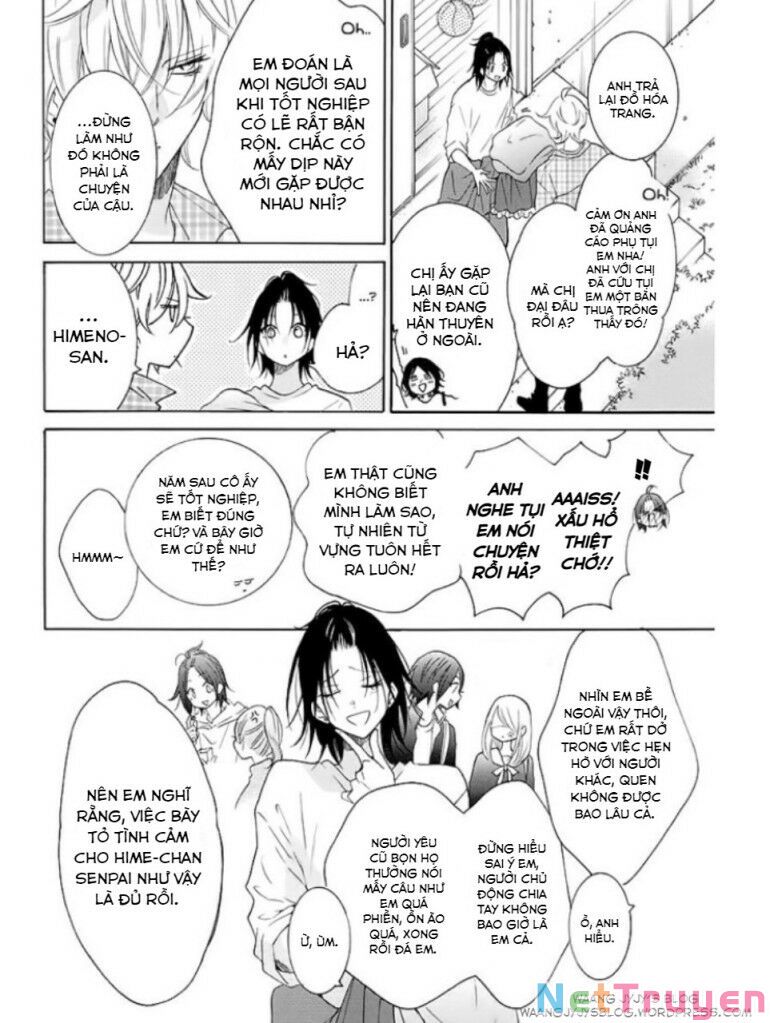 ANH TRẢ
LẠI ĐỒ HÓA
TRANG.
Oh!
CẢM ƠN ANH
ĐÃ QUẢNG
CÁO PHỤ TỤI
EM NHA!
ANH VỚI CHỊ
ĐÃ CỨU TỤI
EM MỘT BÀN
THUA TRÔNG
THẤY ĐÓ!
MÀ CHỊ
ĐẠI ĐÂU
RỒI Ạ?
CHỊ ẤY GẶP
LẠI BẠN CŨ
NÊN ĐANG
HÀN THUYÊN
Ở NGOÀI.
Oh..
EM ĐOÁN LÀ
MỌI NGƯỜI SAU
KHI TỐT NGHIỆP
CÓ LẼ RẤT BẬN
RỘN. CHẮC CÓ
MẤY DỊP NÀY
MỚI GẶP ĐƯỢC
NHAU NHỈ?
...ĐỪNG
LÀM NHƯ
ĐÓ KHÔNG
PHẢI LÀ
CHUYỆN
CỦA CẬU.
...?
HẢ?
...
HIMENO-
SAN.
!!
AAAISS!
XẤU HỔ
THIỆT
CHỚ!!
ANH
NGHE TỤI
EM NÓI
CHUYỆN
RỒI HẢ?
EM THẬT CŨNG
KHÔNG BIẾT
MÌNH LÀM SAO,
TỰ NHIÊN TỪ
VỰNG TUÔN HẾT
RA LUÔN!
NĂM SAU CÔ ẤY
SẼ TỐT NGHIỆP,
EM BIẾT ĐÚNG
CHỨ? VÀ BÂY GIỜ
EM CỨ ĐỂ NHƯ
THẾ?
HMMM~
NHÌN EM BỀ
NGOÀI VẬY THÔI,
CHỨ EM RẤT DỞ
TRONG VIỆC HẸN
HÒ VỚI NGƯỜI
KHÁC, QUEN
KHÔNG ĐƯỢC
BAO LÂU CẢ.
Ồ, ANH
HIỂU.
ĐỪNG HIỂU
SAI Ý EM,
NGƯỜI CHỦ
ĐỘNG CHIA
TAY KHÔNG
BAO GIỜ LÀ
EM CẢ.
NGƯỜI YÊU
CŨ BỌN HỌ
THƯỜNG NÓI
MẤY CÂU NHƯ
EM QUÁ
PHIỀN, ỒN ÀO
QUÁ, XONG
RỒI ĐÁ EM.
Ừ, ỪM.
NÊN EM NGHĨ
RẰNG, VIỆC BÀY
TỎ TÌNH CẢM
CHO HIME-CHAN
SENPAI NHƯ VẬY
LÀ ĐỦ RỒI.
WAANG JYJY'S BLOG
WAANGJYJYSBLOG.WORDPRESS.COM
NetTruyen